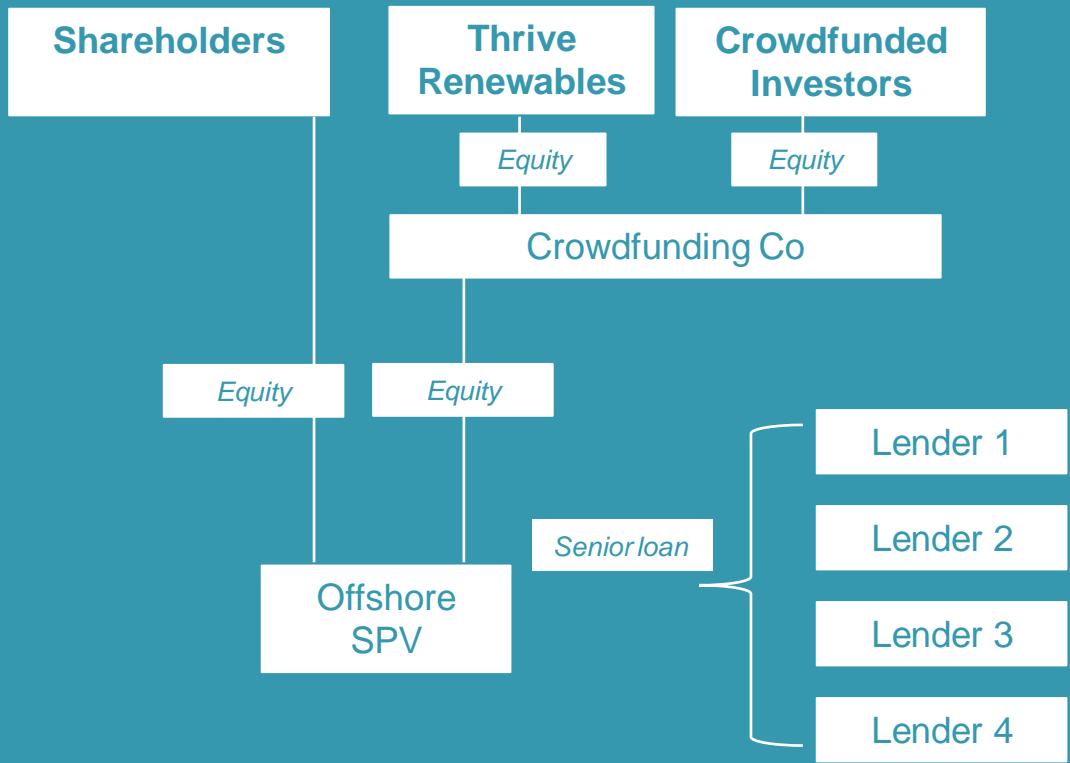 Shareholders
Thrive
Renewables
Crowdfunded
Investors
Equity
Equity
Crowdfunding Co
Equity
Equity
Lender 1
Senior loan
Lender 2
Offshore
SPV
Lender 3
Lender 4